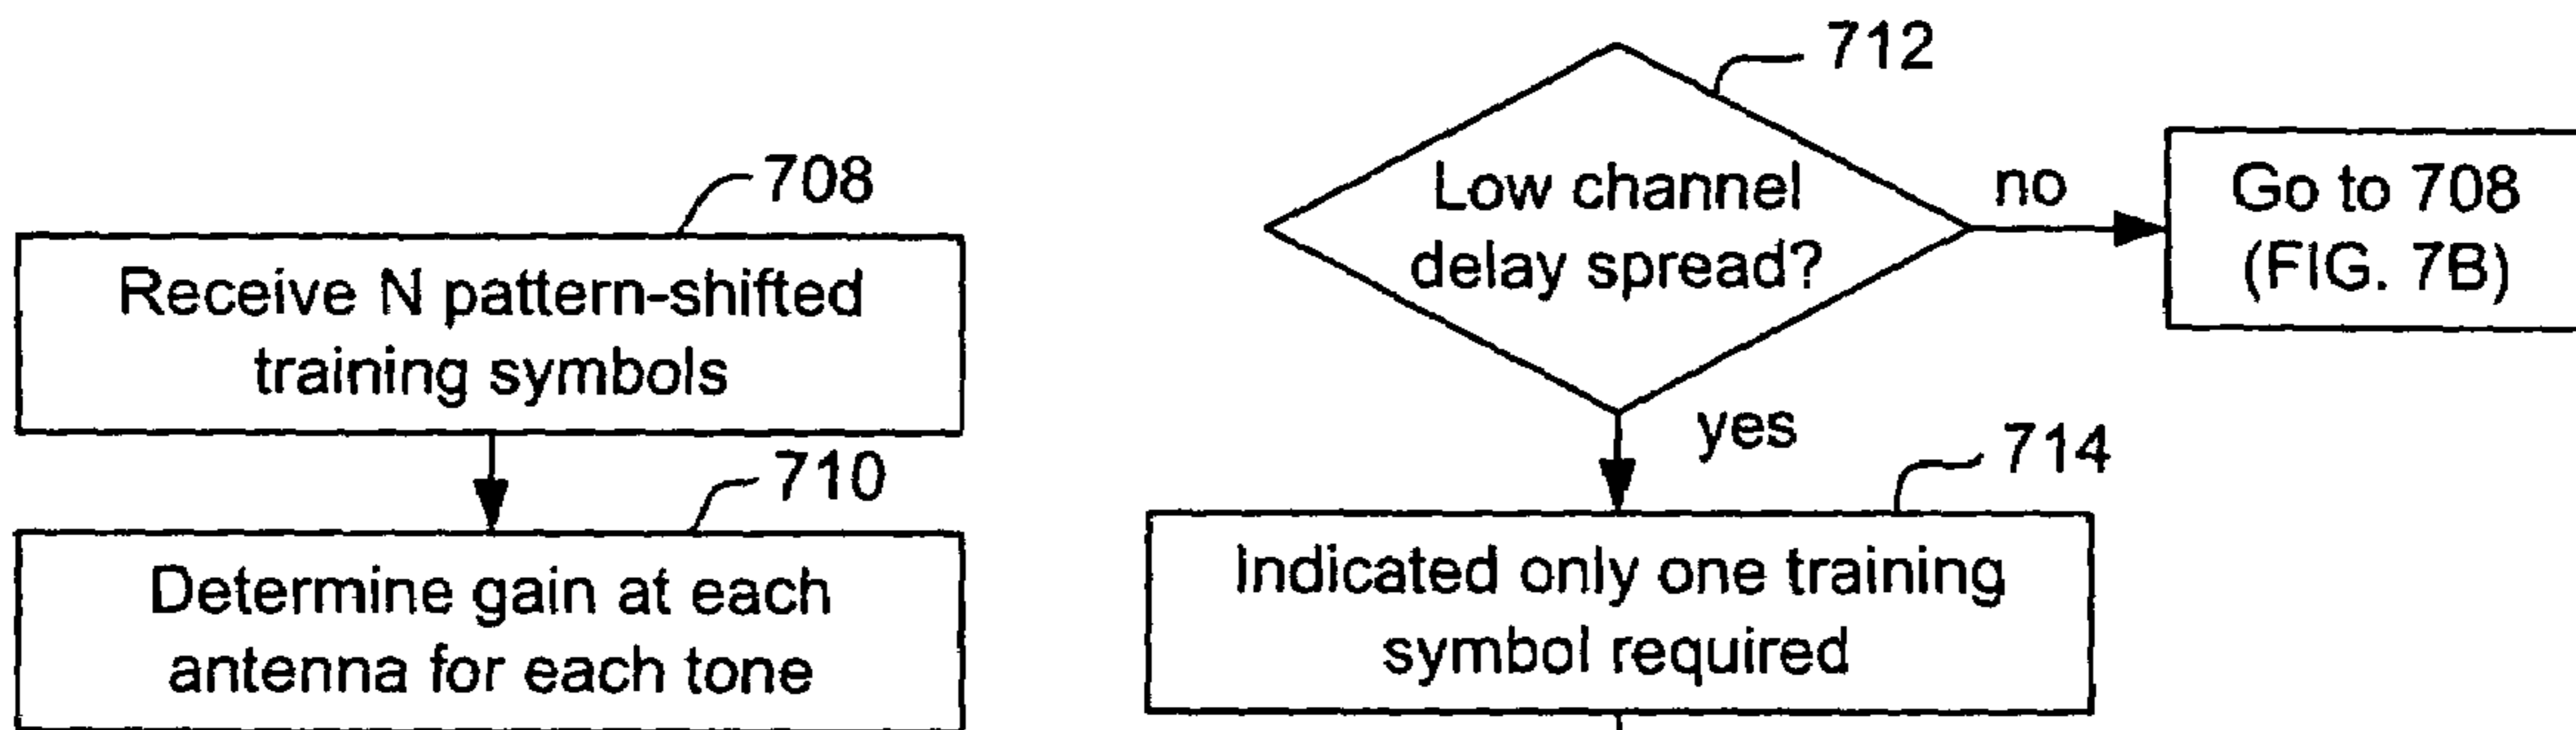 708
Receive N pattern-shifted
training symbols
710
Determine gain at each
antenna for each tone
712
Low channel
delay spread?
no
Go to 708
(FIG. 7B)
yes
714
Indicated only one training
symbol required